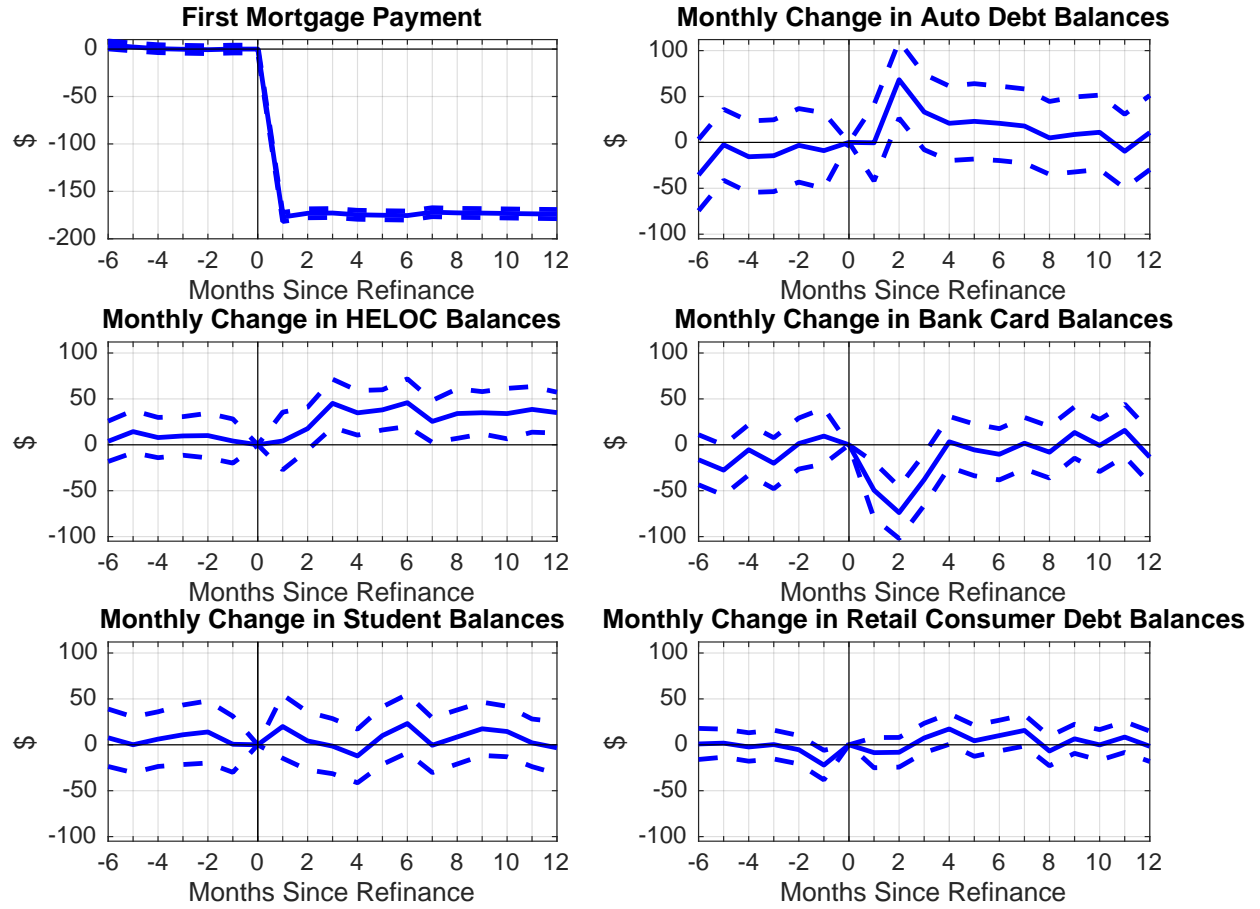 First Mortgage Payment
0
-50
-100
-150
-200
$
-6 -4 -2 0 2 4 6 8 10 12
Months Since Refinance
Monthly Change in Auto Debt Balances
100
50
0
-50
-100
$
-6 -4 -2 0 2 4 6 8 10 12
Months Since Refinance
Monthly Change in HELOC Balances
100
50
0
-50
-100
$
-6 -4 -2 0 2 4 6 8 10 12
Months Since Refinance
Monthly Change in Bank Card Balances
100
50
0
-50
-100
$
-6 -4 -2 0 2 4 6 8 10 12
Months Since Refinance
Monthly Change in Student Balances
100
50
0
-50
-100
$
-6 -4 -2 0 2 4 6 8 10 12
Months Since Refinance
Monthly Change in Retail Consumer Debt Balances
100
50
0
-50
-100
$
-6 -4 -2 0 2 4 6 8 10 12
Months Since Refinance